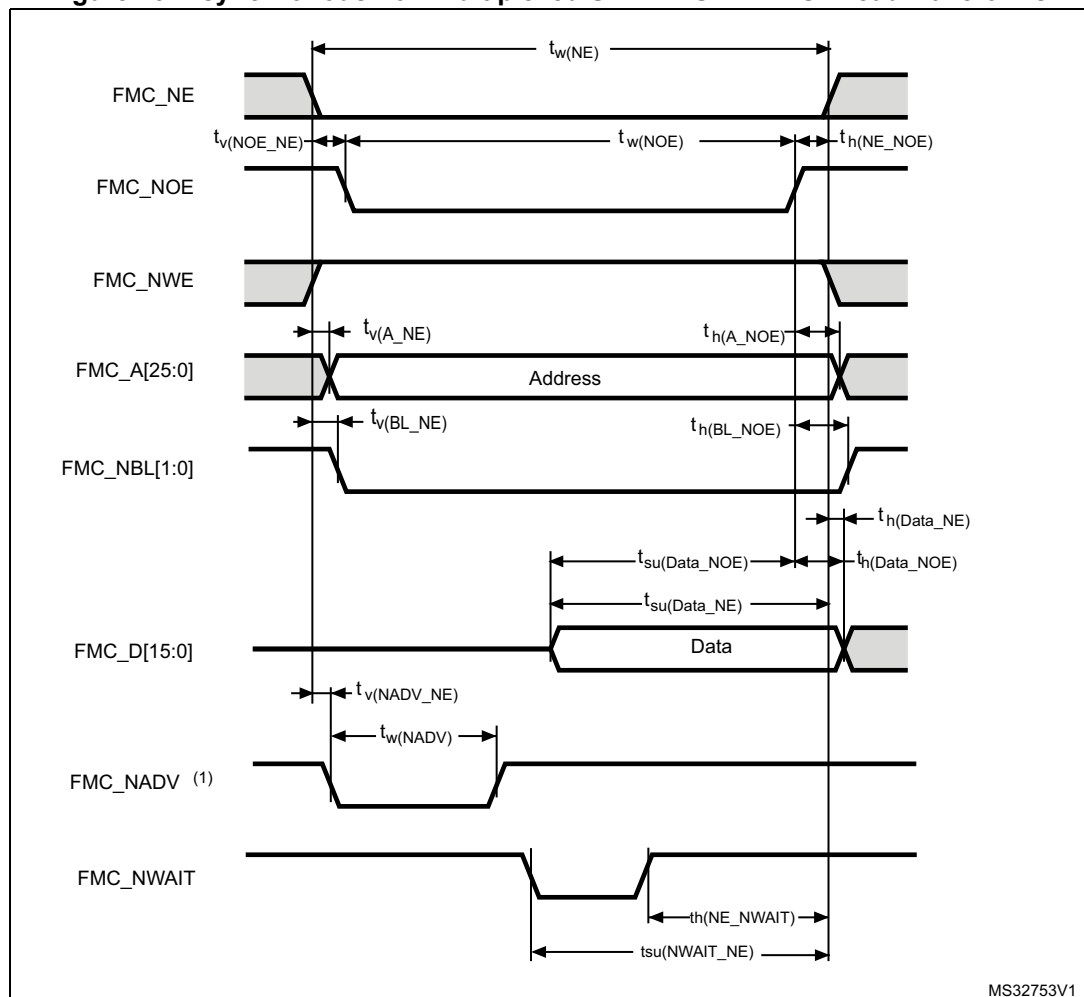 tw(NE)
FMC_NE
tv(NOE_NE)
tw(NOE)
th(NE_NOE)
FMC_NOE
FMC_NWE
tv(A_NE)
th(A_NOE)
FMC_A[25:0]
Address
tv(BL_NE)
th(BL_NOE)
FMC_NBL[1:0]
th(Data_NE)
tsu(Data_NOE)
th(Data_NOE)
tsu(Data_NE)
FMC_D[15:0]
Data
tv(NADV_NE)
tw(NADV)
FMC_NADV (1)
FMC_NWAIT
th(NE_NWAIT)
tsu(NWAIT_NE)
MS32753V1